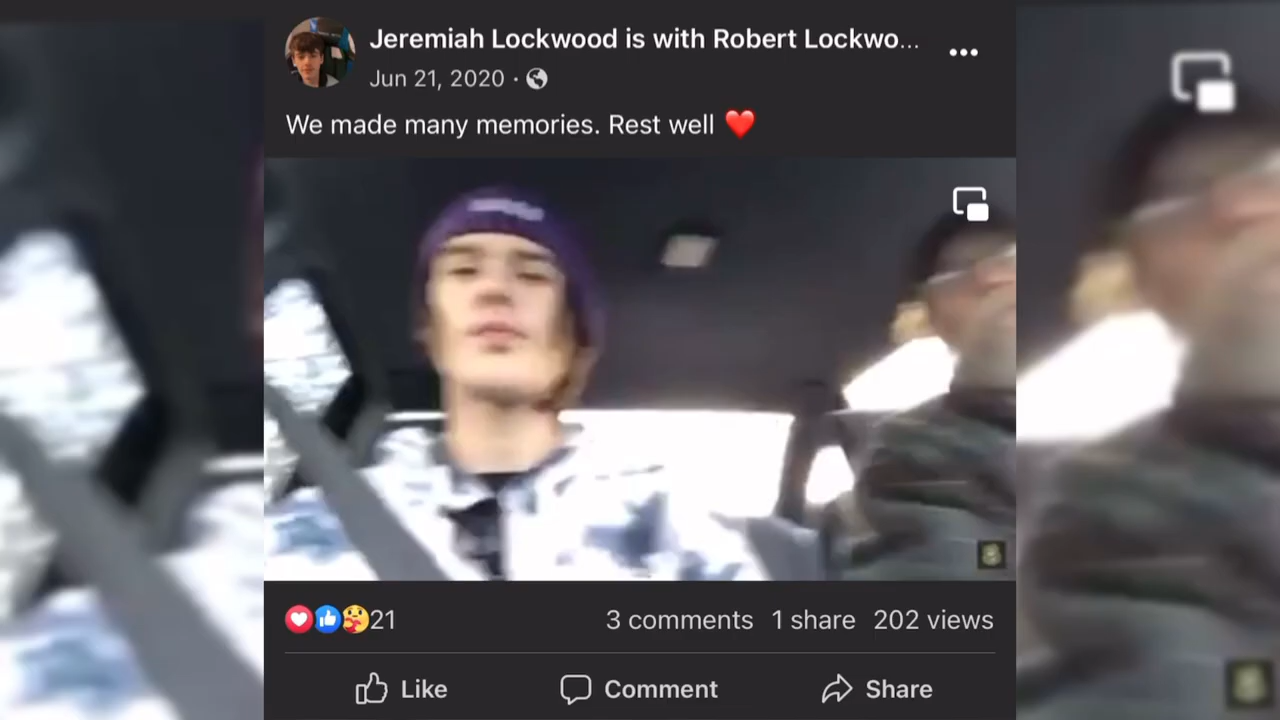 Jeremiah Lockwood is with Robert Lockwo...
Jun 21, 2020 ·
We made many memories. Rest well ❤️
21
3 comments 1 share 202 views
Like Comment Share